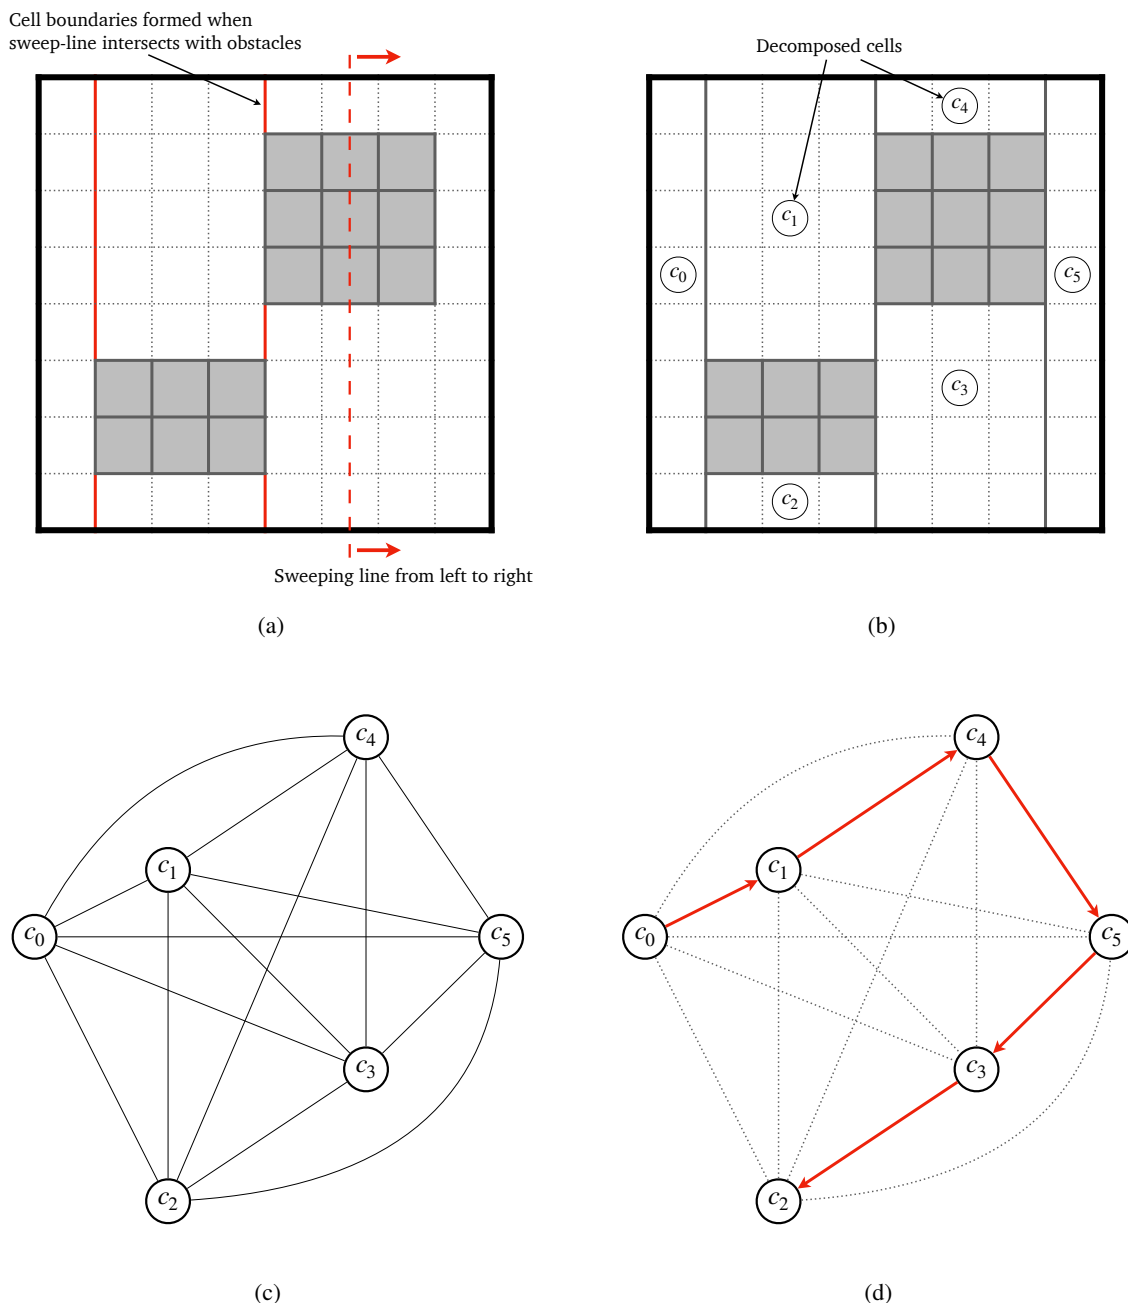 Cell boundaries formed when
sweep-line intersects with obstacles
Sweeping line from left to right
(a)
Decomposed cells
c4
c1
c0
c5
c3
c2
(b)
c4
c1
c0
c5
c3
c2
(c)
c4
c1
c0
c5
c3
c2
(d)